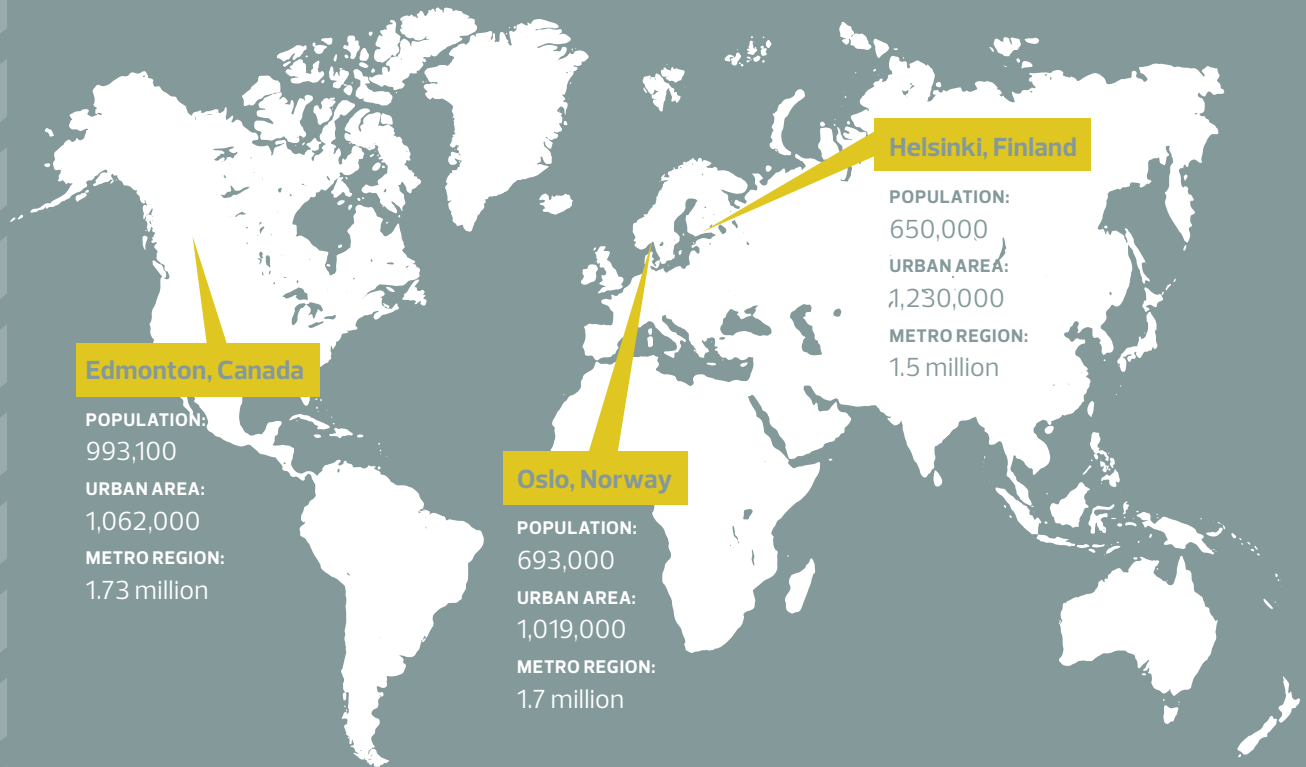 Helsinki, Finland
POPULATION:
650,000
URBAN AREA:
1,230,000
METRO REGION:
1.5 million
Edmonton, Canada
POPULATION:
993,100
URBAN AREA:
1,062,000
METRO REGION:
1.73 million
Oslo, Norway
POPULATION:
693,000
URBAN AREA:
1,019,000
METRO REGION:
1.7 million